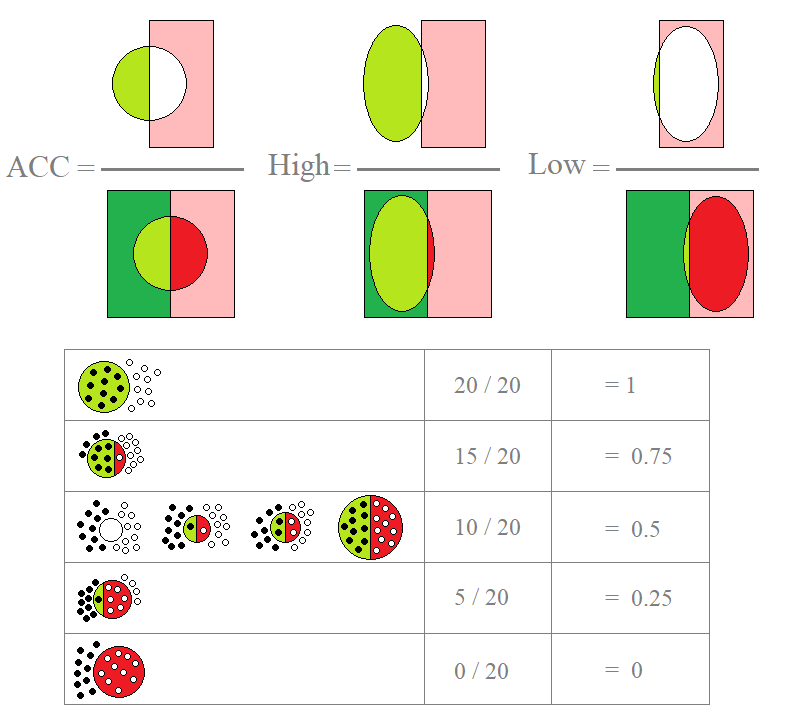 ACC =
High=
Low =
20 / 20 = 1
15 / 20 = 0.75
10 / 20 = 0.5
5 / 20 = 0.25
0 / 20 = 0